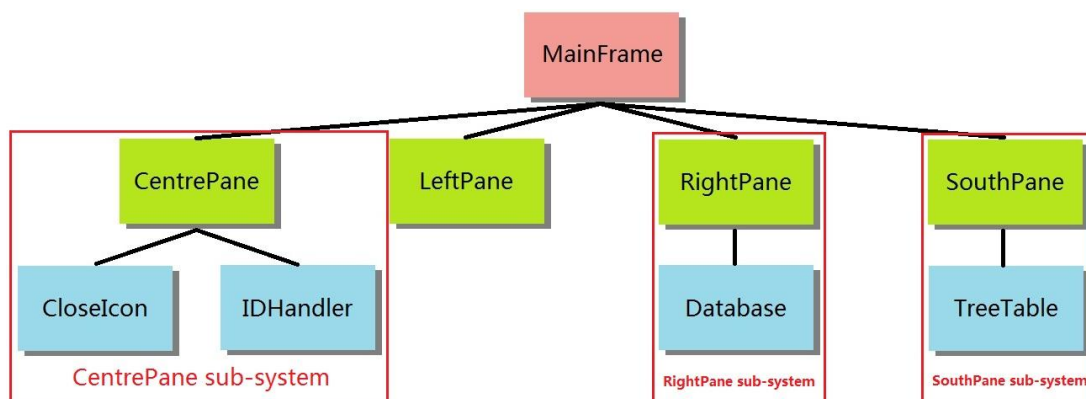 MainFrame
CentrePane
LeftPane
RightPane
SouthPane
CloseIcon
IDHandler
Database
TreeTable
CentrePane sub-system
RightPane sub-system
SouthPane sub-system